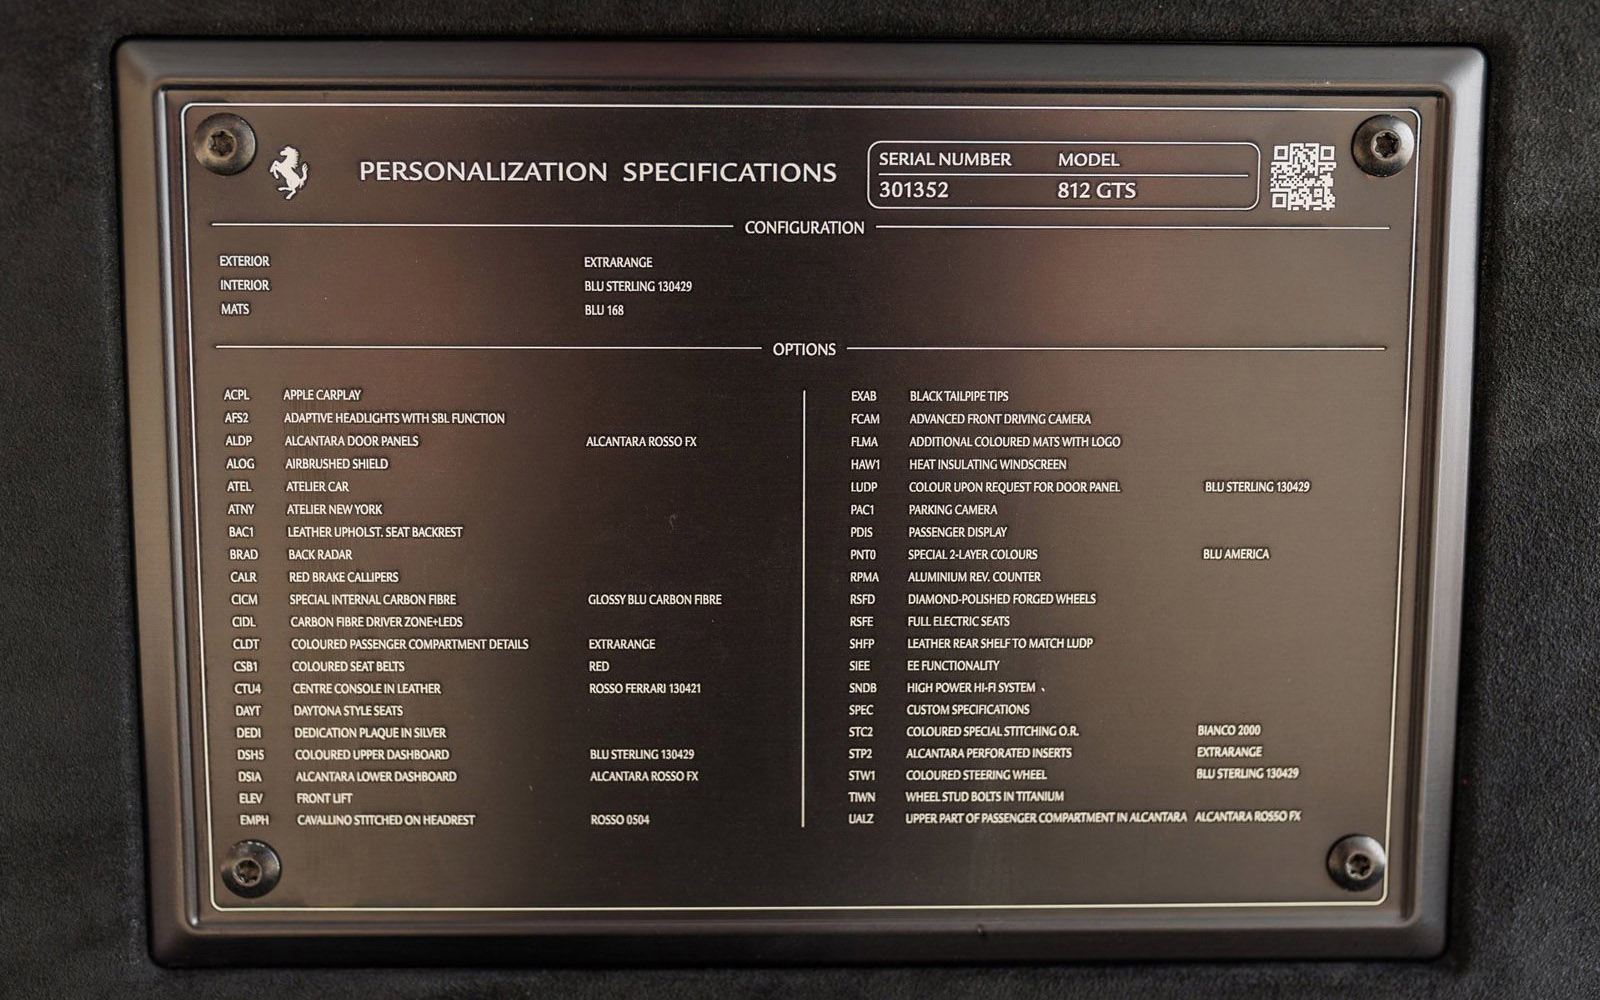 PERSONALIZATION SPECIFICATIONS
SERIAL NUMBER MODEL
301352 812 GTS
CONFIGURATION
EXTERIOR EXTRARANGE
INTERIOR BLU STERLING 130429
MATS BLU 168
OPTIONS
ACPL APPLE CARPLAY
AFS2 ADAPTIVE HEADLIGHTS WITH SBL FUNCTION
ALDP ALCANTARA DOOR PANELS ALCANTARA ROSSO FX
ALOG AIRBRUSHED SHIELD
ATEL ATELIER CAR
ATNY ATELIER NEW YORK
BAC1 LEATHER UPHOLST. SEAT BACKREST
BRAD BACK RADAR
CALR RED BRAKE CALLIPERS
CICM SPECIAL INTERNAL CARBON FIBRE GLOSSY BLU CARBON FIBRE
CIDL CARBON FIBRE DRIVER ZONE+LEDS
CLDT COLOURED PASSENGER COMPARTMENT DETAILS EXTRARANGE
CSB1 COLOURED SEAT BELTS RED
CTU4 CENTRE CONSOLE IN LEATHER ROSSO FERRARI 130421
DAYT DAYTONA STYLE SEATS
DEDI DEDICATION PLAQUE IN SILVER
DSH5 COLOURED UPPER DASHBOARD BLU STERLING 130429
DSIA ALCANTARA LOWER DASHBOARD ALCANTARA ROSSO FX
ELEV FRONT LIFT
EMPH CAVALLINO STITCHED ON HEADREST ROSSO 0504
EXAB BLACK TAILPIPE TIPS
FCAM ADVANCED FRONT DRIVING CAMERA
FLMA ADDITIONAL COLOURED MATS WITH LOGO
HAW1 HEAT INSULATING WINDSCREEN
LUDP COLOUR UPON REQUEST FOR DOOR PANEL BLU STERLING 130429
PAC1 PARKING CAMERA
PDIS PASSENGER DISPLAY
PNT0 SPECIAL 2-LAYER COLOURS BLU AMERICA
RPMA ALUMINIUM REV. COUNTER
RSFD DIAMOND-POLISHED FORGED WHEELS
RSFE FULL ELECTRIC SEATS
SHFP LEATHER REAR SHELF TO MATCH LUDP
SIEE EE FUNCTIONALITY
SNDB HIGH POWER HI-FI SYSTEM
SPEC CUSTOM SPECIFICATIONS
STC2 COLOURED SPECIAL STITCHING O.R. BIANCO 2000
STP2 ALCANTARA PERFORATED INSERTS EXTRARANGE
STW1 COLOURED STEERING WHEEL BLU STERLING 130429
TIWN WHEEL STUD BOLTS IN TITANIUM
UALZ UPPER PART OF PASSENGER COMPARTMENT IN ALCANTARA ALCANTARA ROSSO FX